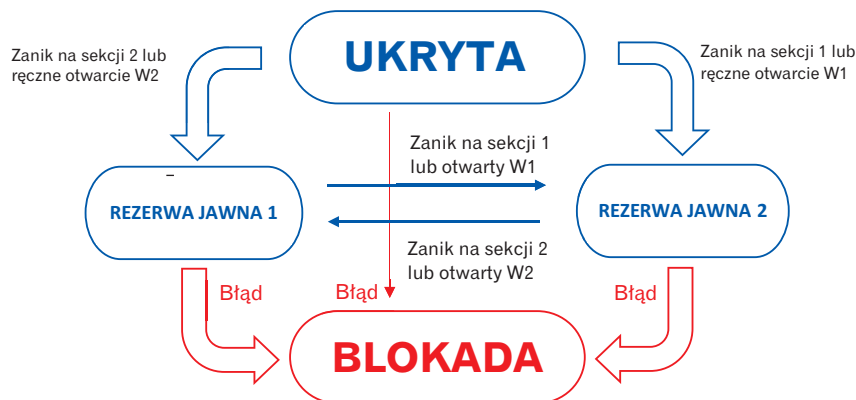 UKRYTA
Zanik na sekcji 2 lub
ręczne otwarcie W2
Zanik na sekcji 1 lub
ręczne otwarcie W1
Zanik na sekcji 1
lub otwarty W1
REZERWA JAWNA 1
REZERWA JAWNA 2
Zanik na sekcji 2
lub otwarty W2
Błąd
Błąd
Błąd
BLOKADA